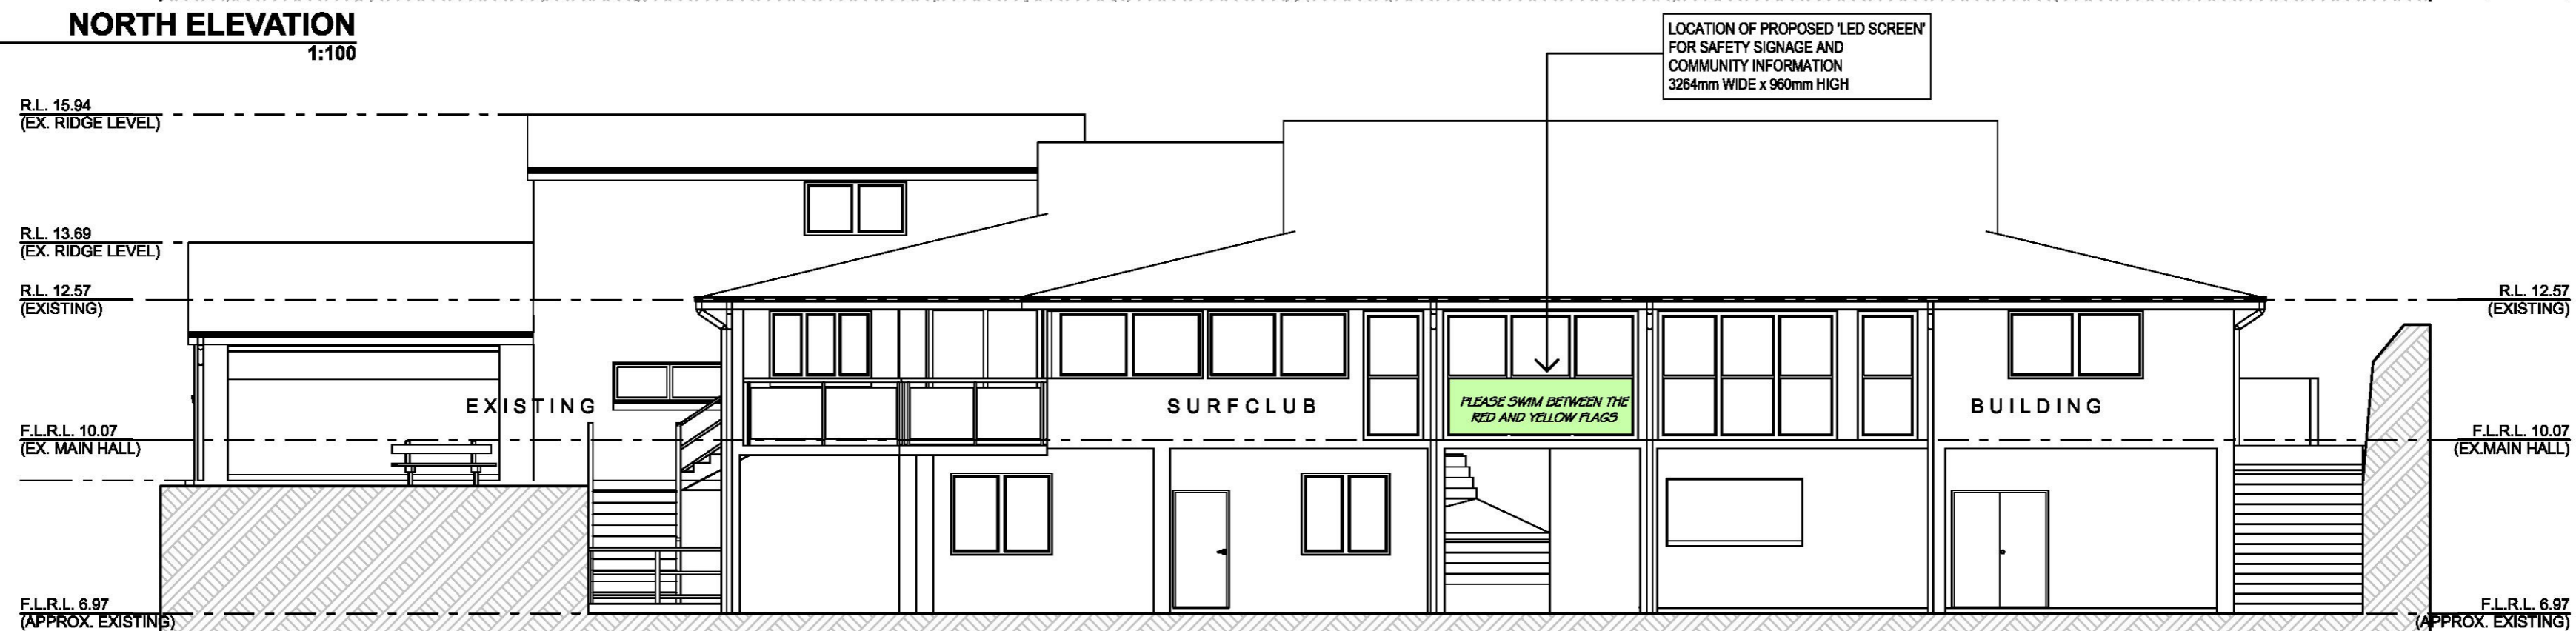 NORTH ELEVATION
1:100
LOCATION OF PROPOSED 'LED SCREEN'
FOR SAFETY SIGNAGE AND
COMMUNITY INFORMATION
3264mm WIDE x 960mm HIGH
R.L. 15.94
(EX. RIDGE LEVEL)
R.L. 13.69
(EX. RIDGE LEVEL)
R.L. 12.57
(EXISTING)
R.L. 12.57
(EXISTING)
EXISTING SURFCLUB BUILDING
PLEASE SWIM BETWEEN THE
RED AND YELLOW FLAGS
F.L.R.L. 10.07
(EX. MAIN HALL)
F.L.R.L. 10.07
(EX.MAIN HALL)
F.L.R.L. 6.97
(APPROX. EXISTING)
F.L.R.L. 6.97
(APPROX. EXISTING)